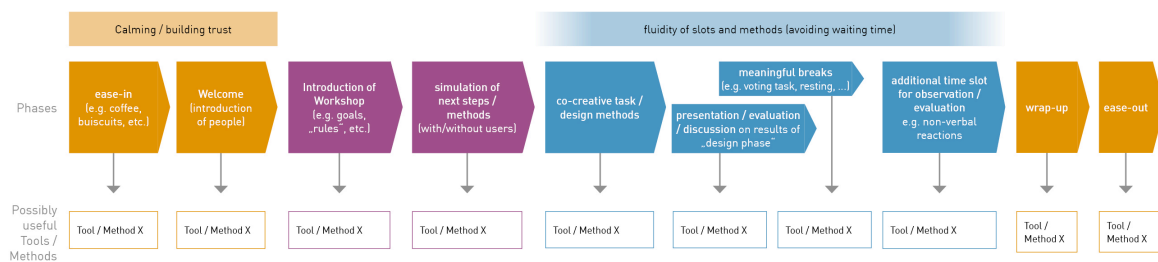 Calming / building trust
fluidity of slots and methods (avoiding waiting time)
Phases
ease-in
(e.g. coffee,
buiscuits, etc.)
Welcome
(introduction
of people)
Introduction of
Workshop
(e.g. goals,
„rules“, etc.)
simulation of
next steps /
methods
(with/without users)
co-creative task /
design methods
meaningful breaks
(e.g. voting task, resting, ...)
presentation / evaluation
/ discussion on results of
„design phase“
additional time slot
for observation /
evaluation
e.g. non-verbal
reactions
wrap-up
ease-out
Possibly
useful
Tools /
Methods
Tool / Method X
Tool / Method X
Tool / Method X
Tool / Method X
Tool / Method X
Tool / Method X
Tool / Method X
Tool / Method X
Tool /
Method X
Tool /
Method X